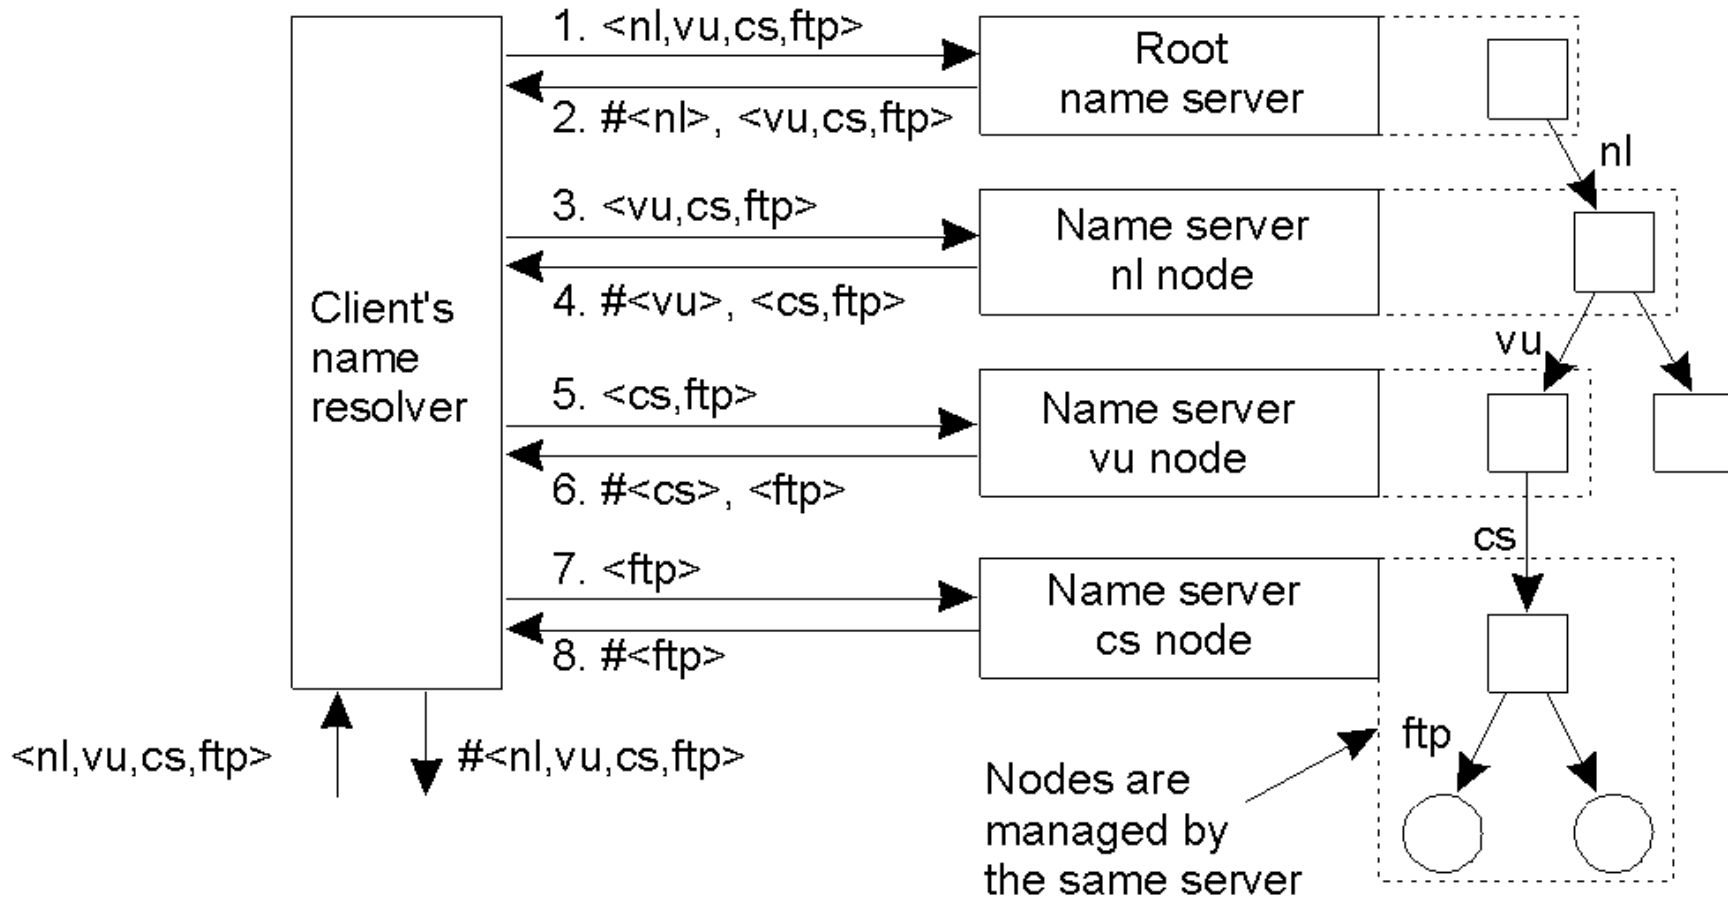 1. <nl,vu,cs,ftp>
Root
name server
2. #<nl>, <vu,cs,ftp>
nl
3. <vu,cs,ftp>
Name server
nl node
4. #<vu>, <cs,ftp>
Client's
name
resolver
vu
5. <cs,ftp>
Name server
vu node
6. #<cs>, <ftp>
cs
7. <ftp>
Name server
cs node
8. #<ftp>
<nl,vu,cs,ftp>
#<nl,vu,cs,ftp>
ftp
Nodes are
managed by
the same server